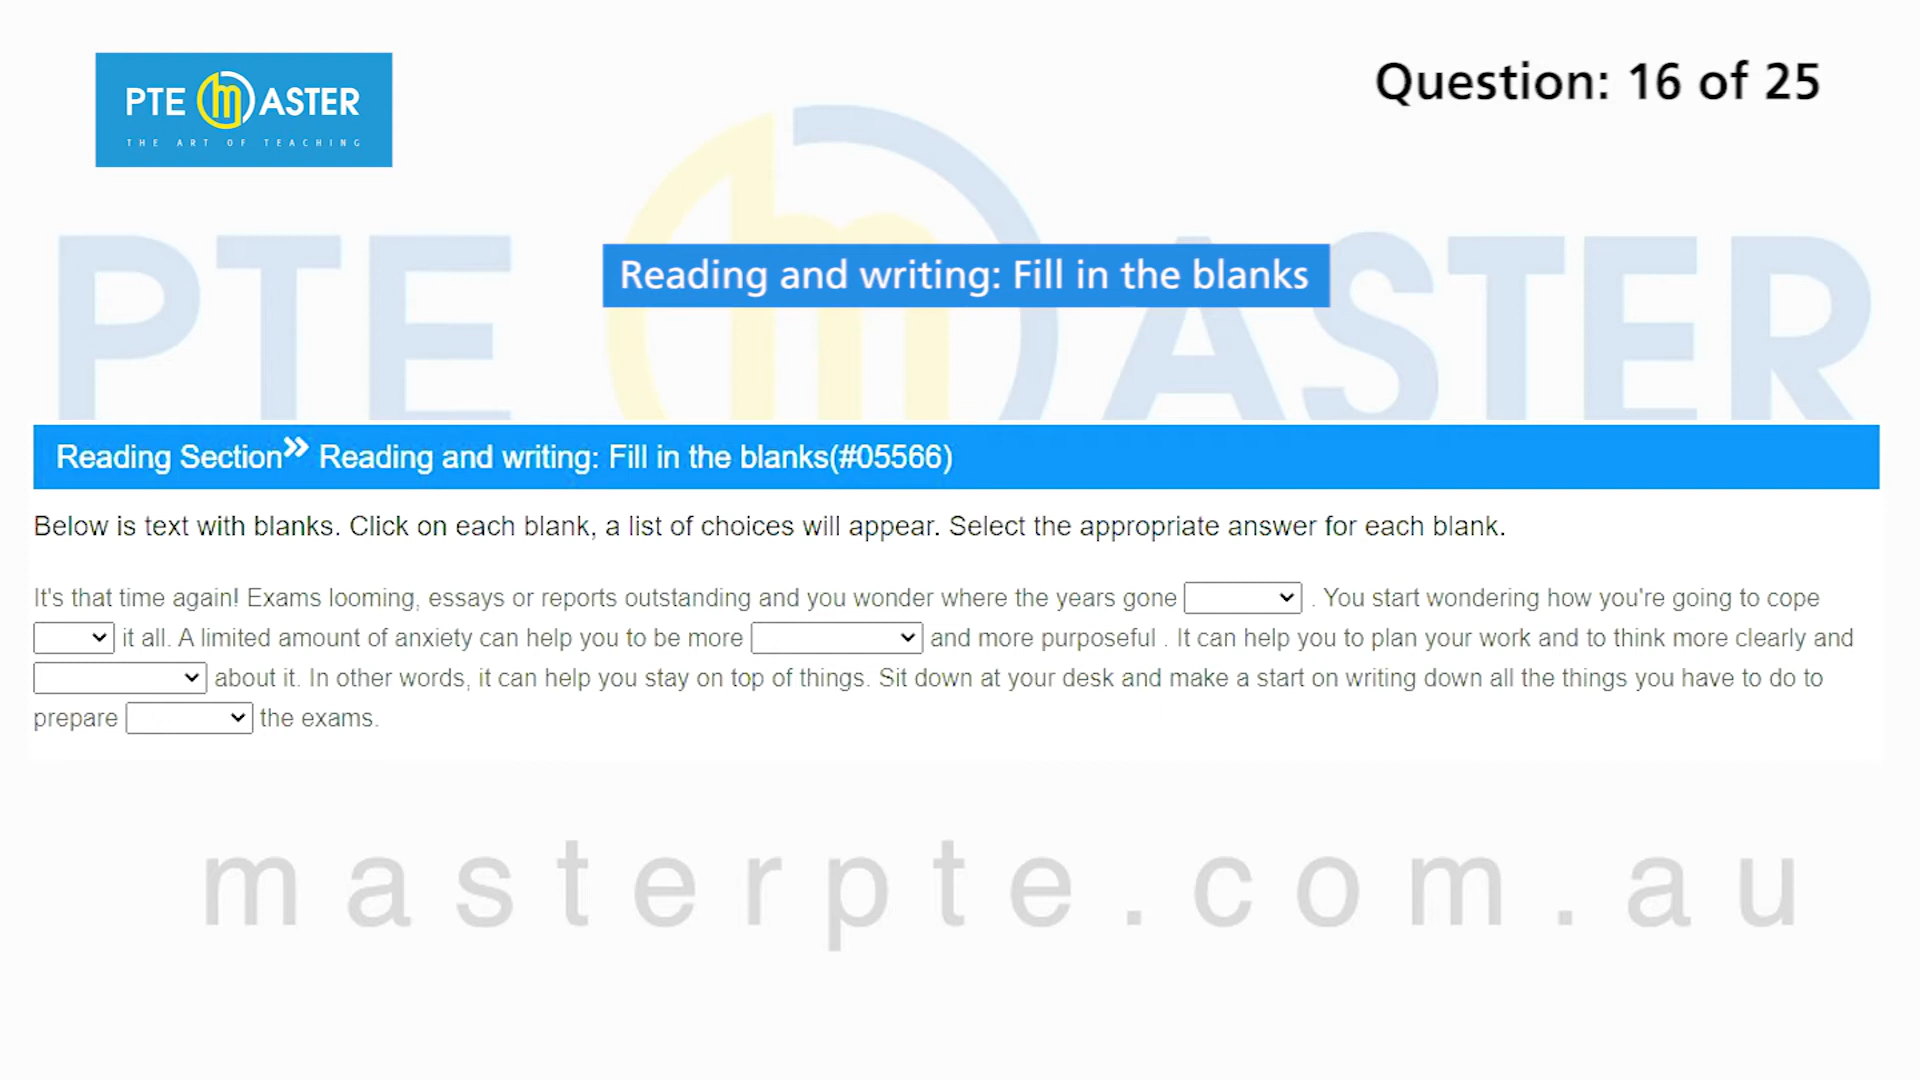 PTE MASTER
THE ART OF TEACHING
Question: 16 of 25
PTE MASTER
Reading and writing: Fill in the blanks
Reading Section» Reading and writing: Fill in the blanks(#05566)
Below is text with blanks. Click on each blank, a list of choices will appear. Select the appropriate answer for each blank.
It's that time again! Exams looming, essays or reports outstanding and you wonder where the years gone . You start wondering how you're going to cope
it all. A limited amount of anxiety can help you to be more and more purposeful . It can help you to plan your work and to think more clearly and
about it. In other words, it can help you stay on top of things. Sit down at your desk and make a start on writing down all the things you have to do to
prepare the exams.
masterpte.com.au